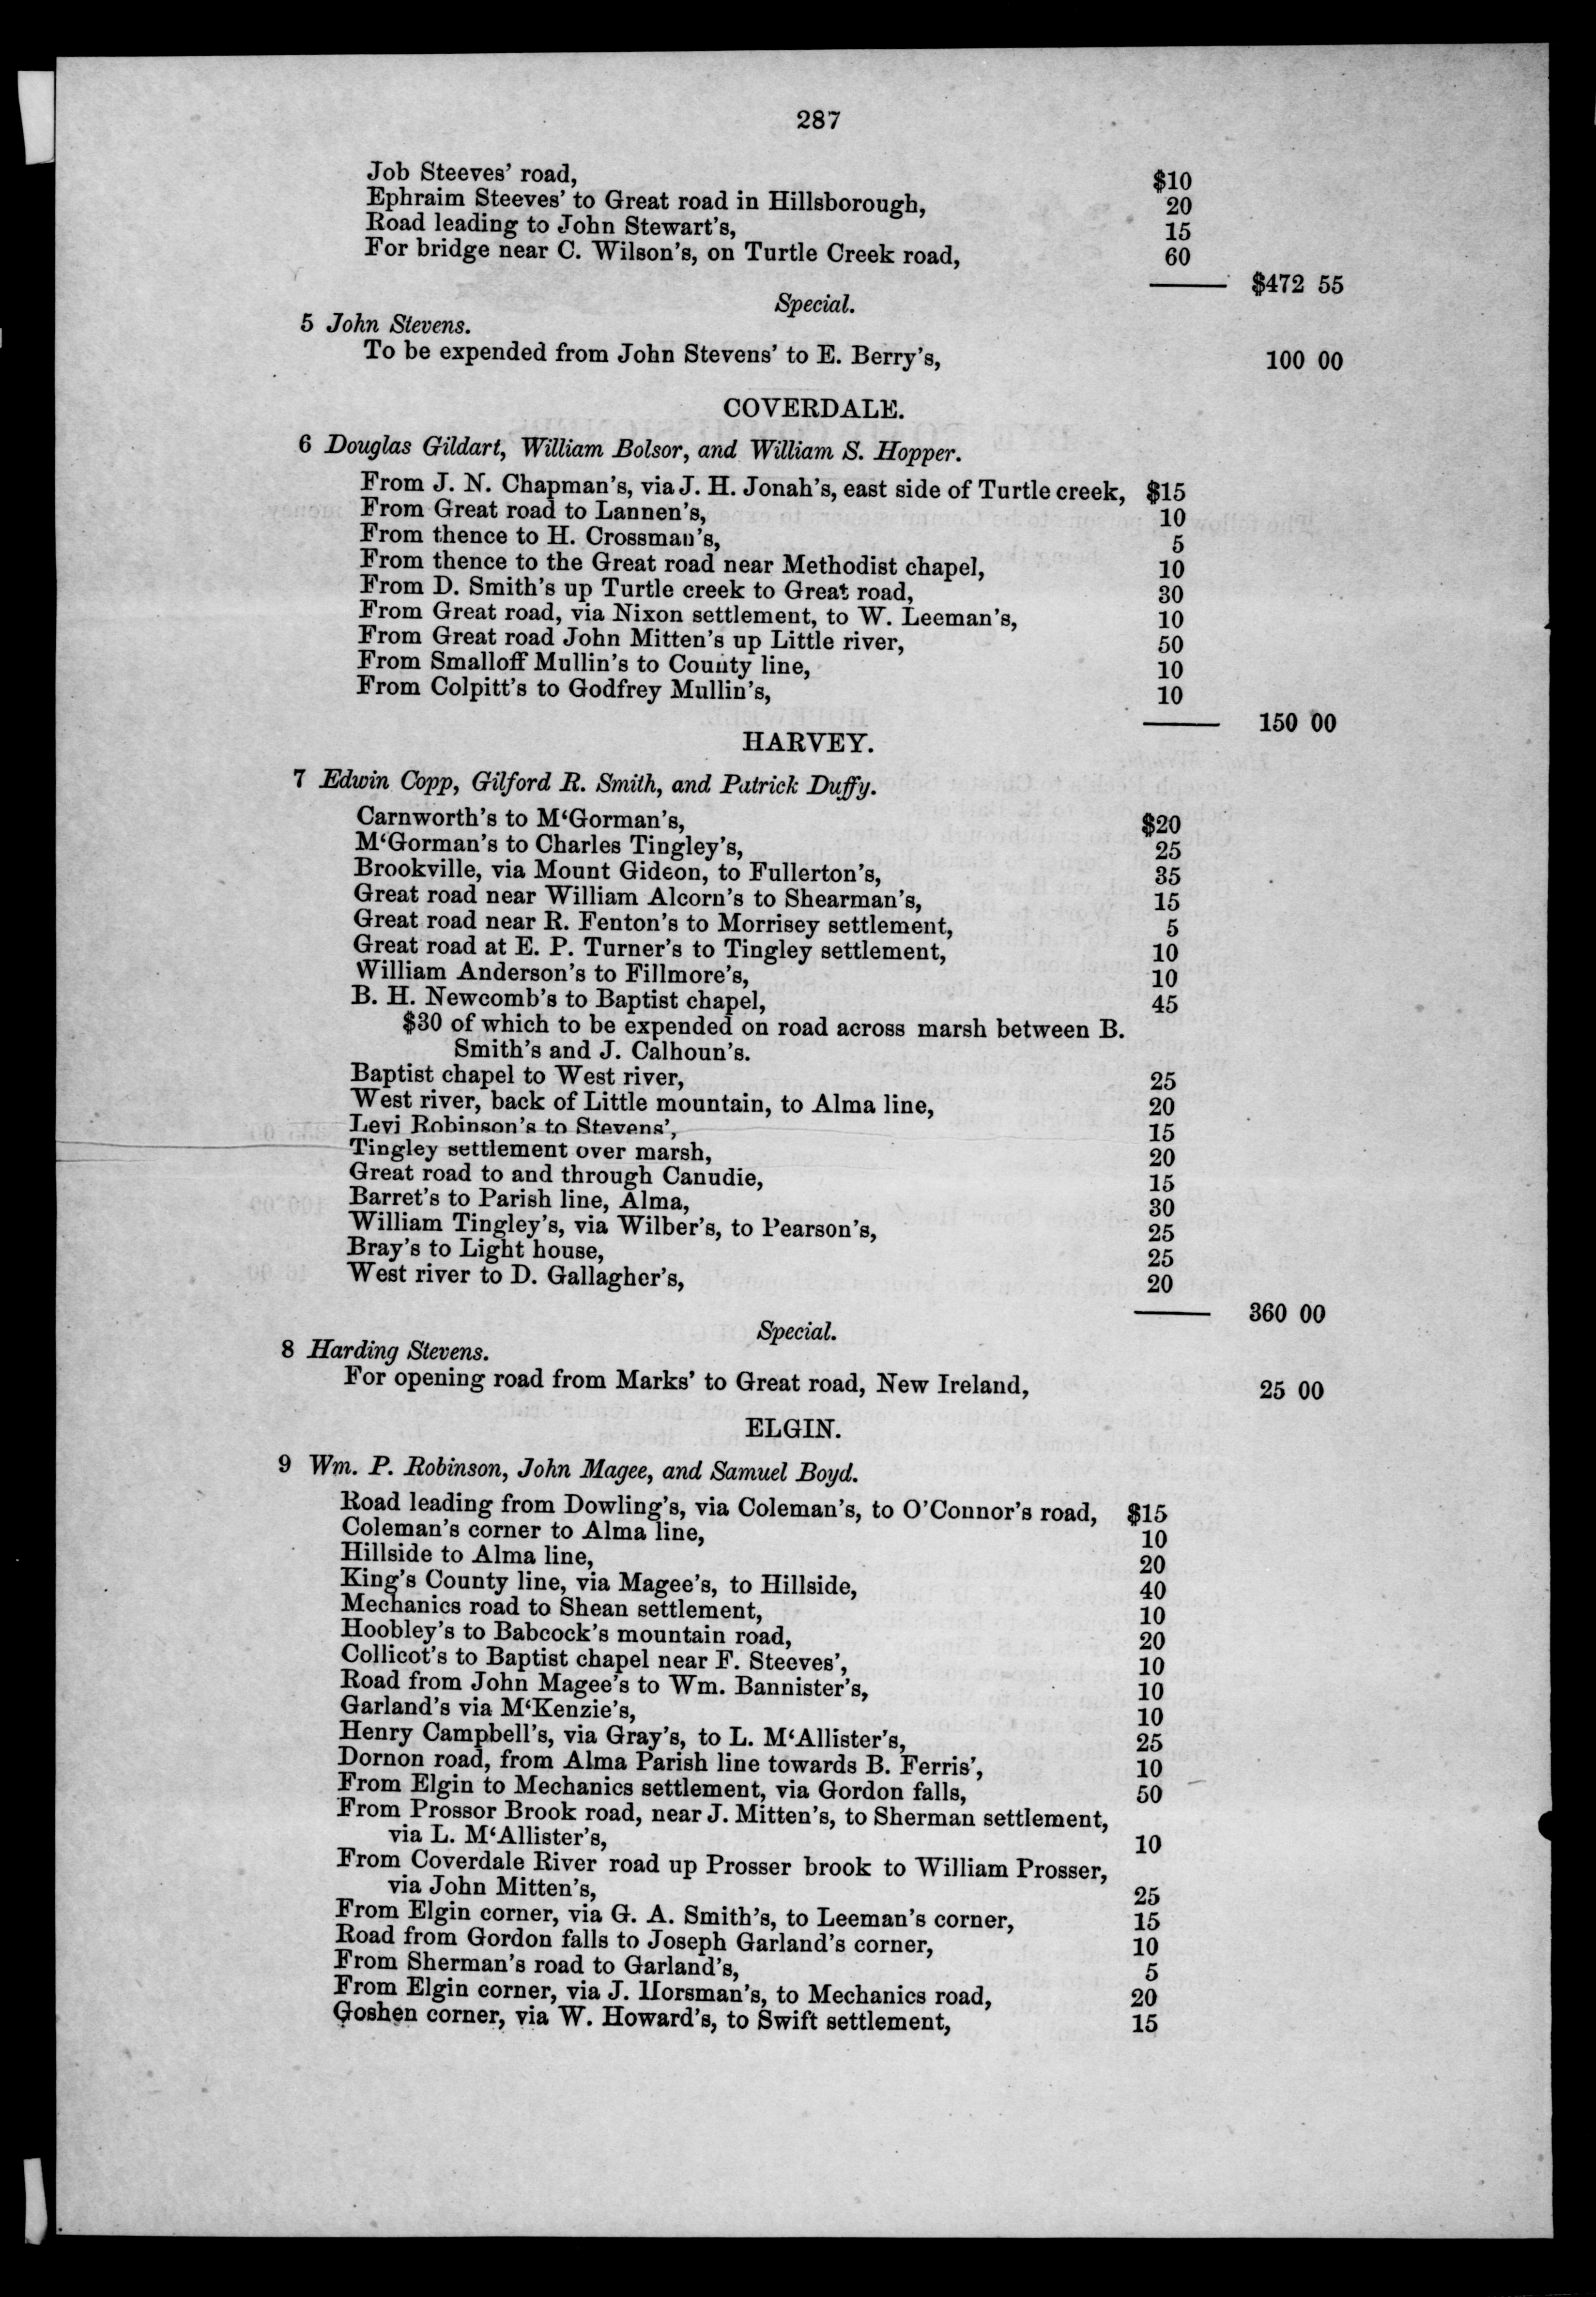 287
Job Steeves' road, $10
Ephraim Steeves' to Great road in Hillsborough, 20
Road leading to John Stewart's, 15
For bridge near C. Wilson's, on Turtle Creek road, 60
$472 55
Special.
5 John Stevens.
To be expended from John Stevens' to E. Berry's, 100 00
COVERDALE.
6 Douglas Gildart, William Bolsor, and William S. Hopper.
From J. N. Chapman's, via J. H. Jonah's, east side of Turtle creek, $15
From Great road to Lannen's, 10
From thence to H. Crossman's, 5
From thence to the Great road near Methodist chapel, 10
From D. Smith's up Turtle creek to Great road, 30
From Great road, via Nixon settlement, to W. Leeman's, 10
From Great road John Mitten's up Little river, 50
From Smalloff Mullin's to County line, 10
From Colpitt's to Godfrey Mullin's, 10
150 00
HARVEY.
7 Edwin Copp, Gilford R. Smith, and Patrick Duffy.
Carnworth's to M‘Gorman's, $20
M‘Gorman's to Charles Tingley's, 25
Brookville, via Mount Gideon, to Fullerton's, 35
Great road near William Alcorn's to Shearman's, 15
Great road near R. Fenton's to Morrisey settlement, 5
Great road at E. P. Turner's to Tingley settlement, 10
William Anderson's to Fillmore's, 10
B. H. Newcomb's to Baptist chapel, 45
$30 of which to be expended on road across marsh between B.
Smith's and J. Calhoun's.
Baptist chapel to West river, 25
West river, back of Little mountain, to Alma line, 20
Levi Robinson's to Stevens', 15
Tingley settlement over marsh, 20
Great road to and through Canudie, 15
Barret's to Parish line, Alma, 30
William Tingley's, via Wilber's, to Pearson's, 25
Bray's to Light house, 25
West river to D. Gallagher's, 20
360 00
Special.
8 Harding Stevens.
For opening road from Marks' to Great road, New Ireland, 25 00
ELGIN.
9 Wm. P. Robinson, John Magee, and Samuel Boyd.
Road leading from Dowling's, via Coleman's, to O'Connor's road, $15
Coleman's corner to Alma line, 10
Hillside to Alma line, 20
King's County line, via Magee's, to Hillside, 40
Mechanics road to Shean settlement, 10
Hoobley's to Babcock's mountain road, 20
Collicot's to Baptist chapel near F. Steeves', 10
Road from John Magee's to Wm. Bannister's, 10
Garland's via M‘Kenzie's, 10
Henry Campbell's, via Gray's, to L. M‘Allister's, 25
Dornon road, from Alma Parish line towards B. Ferris', 10
From Elgin to Mechanics settlement, via Gordon falls, 50
From Prossor Brook road, near J. Mitten's, to Sherman settlement,
via L. M‘Allister's, 10
From Coverdale River road up Prosser brook to William Prosser,
via John Mitten's, 25
From Elgin corner, via G. A. Smith's, to Leeman's corner, 15
Road from Gordon falls to Joseph Garland's corner, 10
From Sherman's road to Garland's, 5
From Elgin corner, via J. Horsman's, to Mechanics road, 20
Goshen corner, via W. Howard's, to Swift settlement, 15